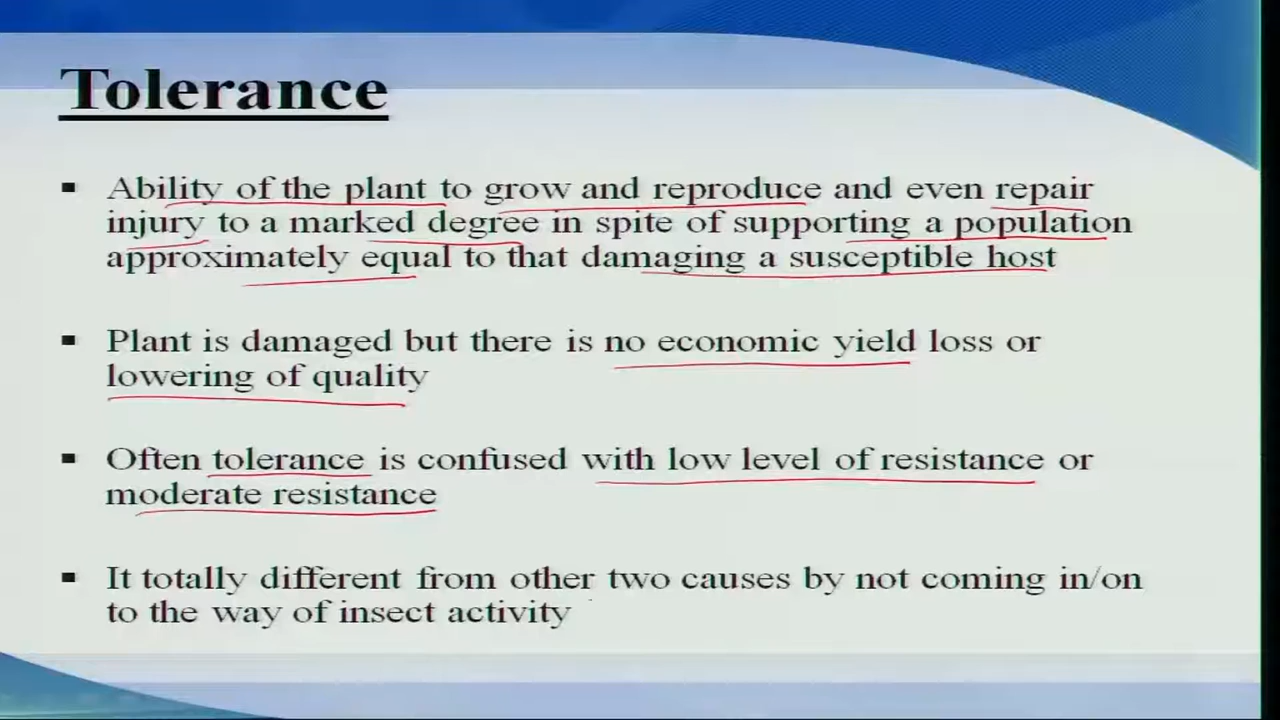 Tolerance
▪ Ability of the plant to grow and reproduce and even repair
injury to a marked degree in spite of supporting a population
approximately equal to that damaging a susceptible host
▪ Plant is damaged but there is no economic yield loss or
lowering of quality
▪ Often tolerance is confused with low level of resistance or
moderate resistance
▪ It totally different from other two causes by not coming in/on
to the way of insect activity